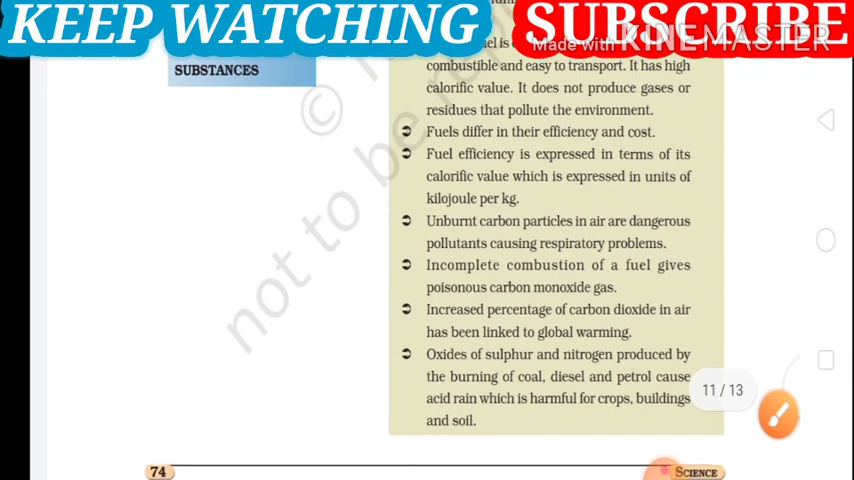 KEEP WATCHING
SUBSCRIBE
Made with KINEMASTER
SUBSTANCES
combustible and easy to transport. It has high
calorific value. It does not produce gases or
residues that pollute the environment.
➲ Fuels differ in their efficiency and cost.
➲ Fuel efficiency is expressed in terms of its
calorific value which is expressed in units of
kilojoule per kg.
➲ Unburnt carbon particles in air are dangerous
pollutants causing respiratory problems.
➲ Incomplete combustion of a fuel gives
poisonous carbon monoxide gas.
➲ Increased percentage of carbon dioxide in air
has been linked to global warming.
➲ Oxides of sulphur and nitrogen produced by
the burning of coal, diesel and petrol cause
acid rain which is harmful for crops, buildings
and soil.
11 / 13
not to be
©
74
SCIENCE